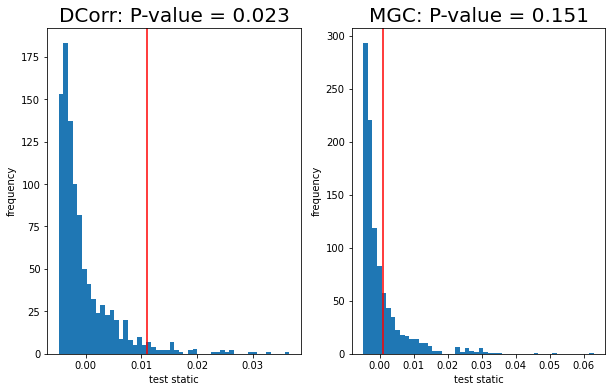 DCorr: P-value = 0.023
175
150
125
100
75
50
25
0
frequency
0.00 0.01 0.02 0.03
test static
MGC: P-value = 0.151
300
250
200
150
100
50
0
frequency
0.00 0.01 0.02 0.03 0.04 0.05 0.06
test static